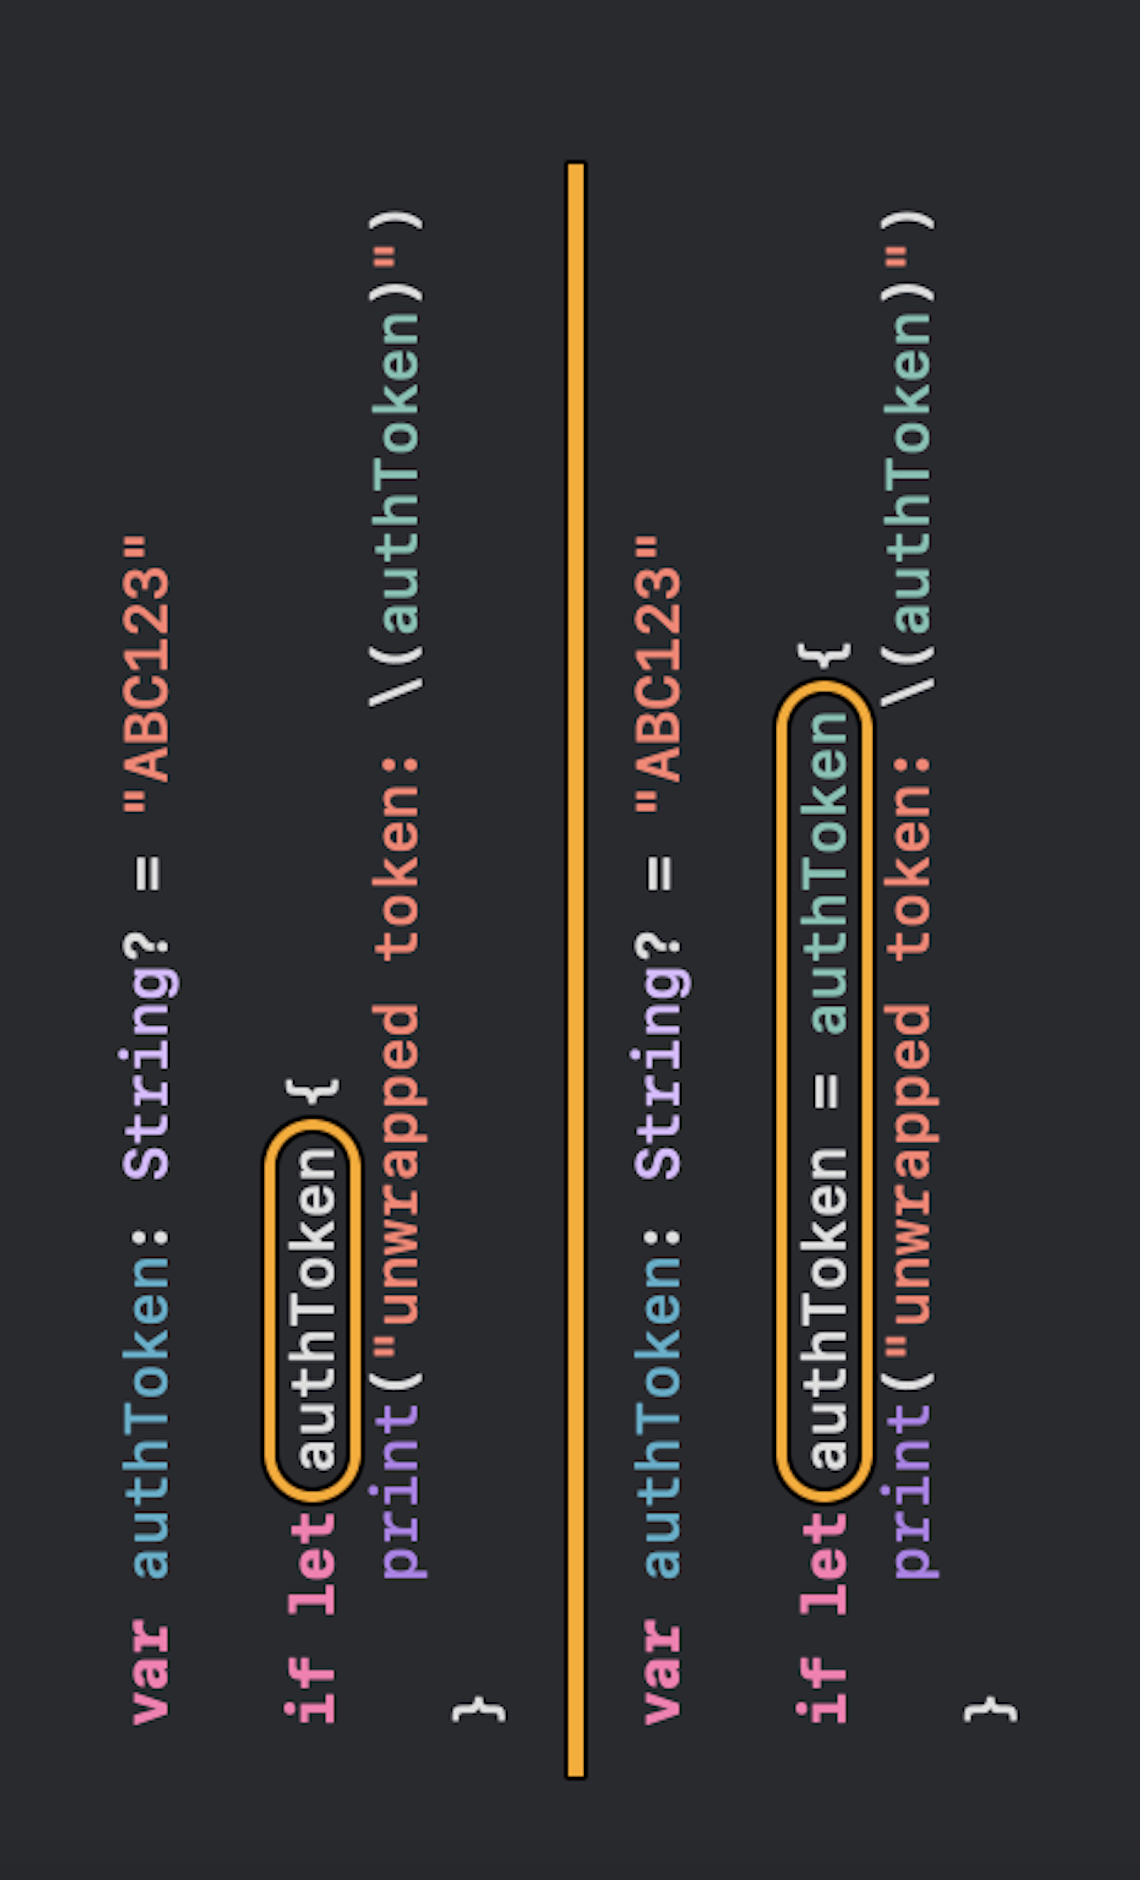 var authToken: String? = "ABC123"
if let authToken {
print("unwrapped token: \(authToken)")
}
var authToken: String? = "ABC123"
if let authToken = authToken {
print("unwrapped token: \(authToken)")
}